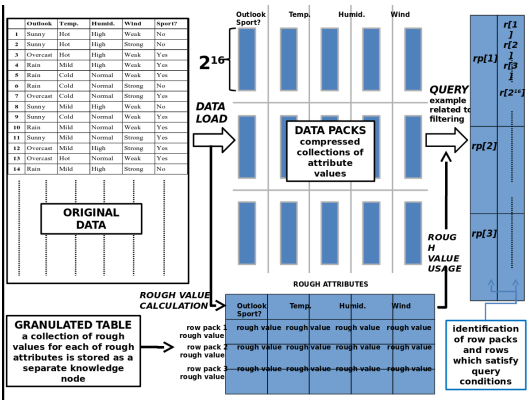 Outlook Temp. Humid. Wind Sport?
1 Sunny Hot High Weak No
2 Sunny Hot High Strong No
3 Overcast Hot High Weak Yes
4 Rain Mild High Weak Yes
5 Rain Cold Normal Weak Yes
6 Rain Cold Normal Strong No
7 Overcast Cold Normal Strong Yes
8 Sunny Mild High Weak No
9 Sunny Cold Normal Weak Yes
10 Rain Mild Normal Weak Yes
11 Sunny Mild Normal Strong Yes
12 Overcast Mild High Strong Yes
13 Overcast Hot Normal Weak Yes
14 Rain Mild High Strong No
ORIGINAL
DATA
Outlook Temp. Humid. Wind
Sport?
2¹⁶
DATA
LOAD
DATA PACKS
compressed
collections of
attribute
values
QUERY
example
related to
filtering
rp[1]
r[1
]
r[2
]
r[3
]
r[2¹⁶]
rp[2]
rp[3]
ROUG
H
VALUE
USAGE
ROUGH ATTRIBUTES
ROUGH VALUE
CALCULATION
Outlook Temp. Humid. Wind
Sport?
row pack 1 rough value rough value rough value rough value
rough value
row pack 2 rough value rough value rough value rough value
rough value
row pack 3 rough value rough value rough value rough value
rough value
GRANULATED TABLE
a collection of rough
values for each of rough
attributes is stored as a
separate knowledge
node
identification
of row packs
and rows
which satisfy
query
conditions